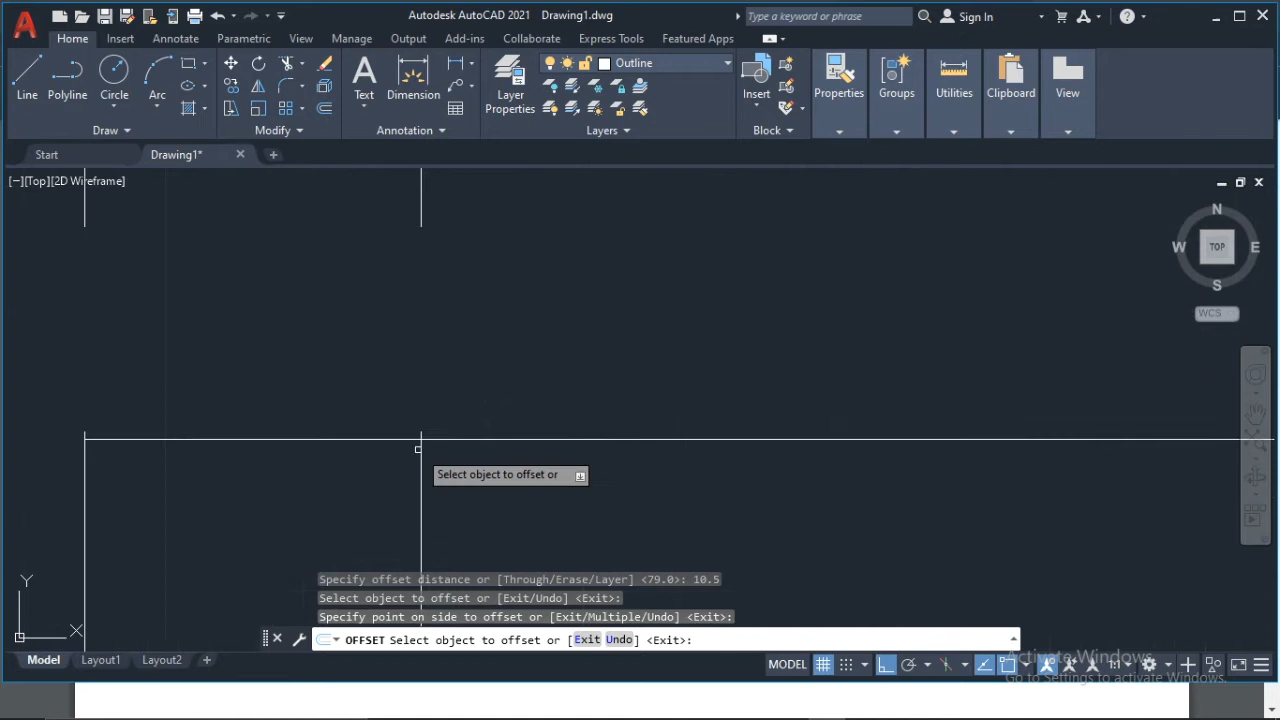 Autodesk AutoCAD 2021 Drawing1.dwg
Type a keyword or phrase
Sign In
Home Insert Annotate Parametric View Manage Output Add-ins Collaborate Express Tools Featured Apps
Outline
Line Polyline Circle Arc Text Dimension Layer Properties Insert Properties Groups Utilities Clipboard View
Draw Modify Annotation Layers Block
Start Drawing1*
[−][Top][2D Wireframe]
N
W TOP E
S
WCS
Select object to offset or
Specify offset distance or [Through/Erase/Layer] <79.0>: 10.5
Select object to offset or [Exit/Undo] <Exit>:
Specify point on side to offset or [Exit/Multiple/Undo] <Exit>:
OFFSET Select object to offset or [Exit Undo] <Exit>:
Y
X
Model Layout1 Layout2
MODEL
1:1
Activate Windows
Go to Settings to activate Windows.